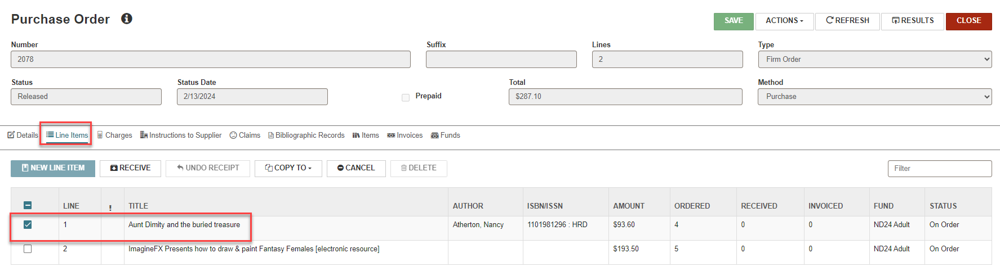 Purchase Order
SAVE ACTIONS REFRESH RESULTS CLOSE
Number Suffix Lines Type
2078 2 Firm Order
Status Status Date Total Method
Released 2/13/2024 Prepaid $287.10 Purchase
Details Line Items Charges Instructions to Supplier Claims Bibliographic Records Items Invoices Funds
NEW LINE ITEM RECEIVE UNDO RECEIPT COPY TO CANCEL DELETE Filter
LINE ! TITLE AUTHOR ISBN/ISSN AMOUNT ORDERED RECEIVED INVOICED FUND STATUS
1 Aunt Dimity and the buried treasure Atherton, Nancy 1101981296 : HRD $93.60 4 0 0 ND24 Adult On Order
2 ImagineFX Presents how to draw & paint Fantasy Females [electronic resource] $193.50 5 0 0 ND24 Adult On Order